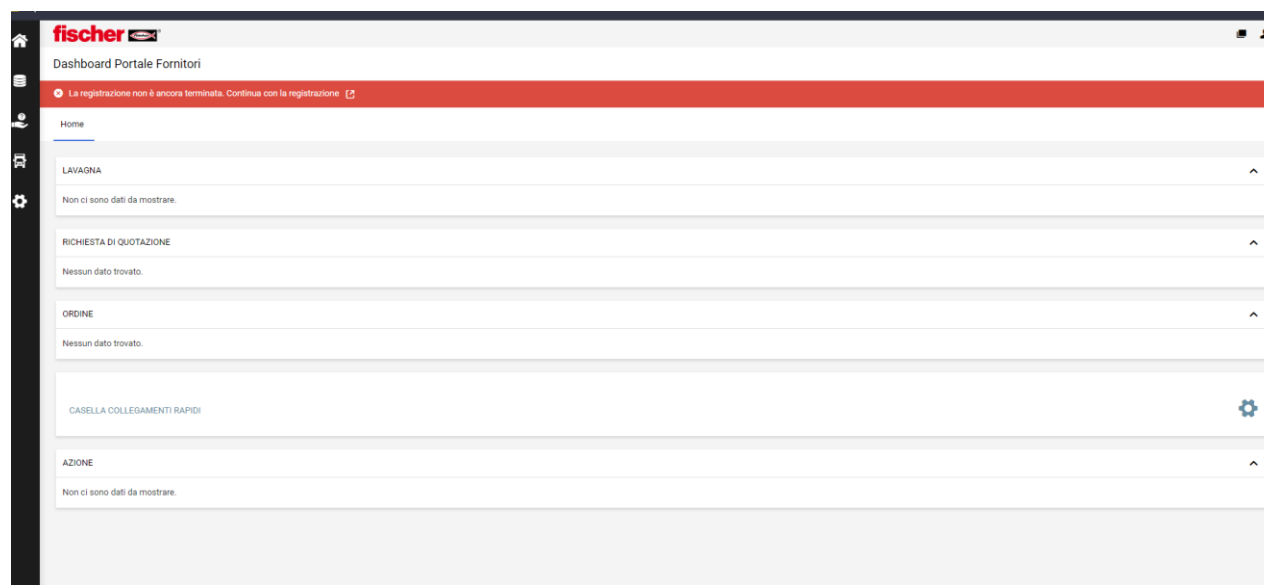 fischer
Dashboard Portale Fornitori
La registrazione non è ancora terminata. Continua con la registrazione
Home
LAVAGNA
Non ci sono dati da mostrare.
RICHIESTA DI QUOTAZIONE
Nessun dato trovato.
ORDINE
Nessun dato trovato.
CASELLA COLLEGAMENTI RAPIDI
AZIONE
Non ci sono dati da mostrare.